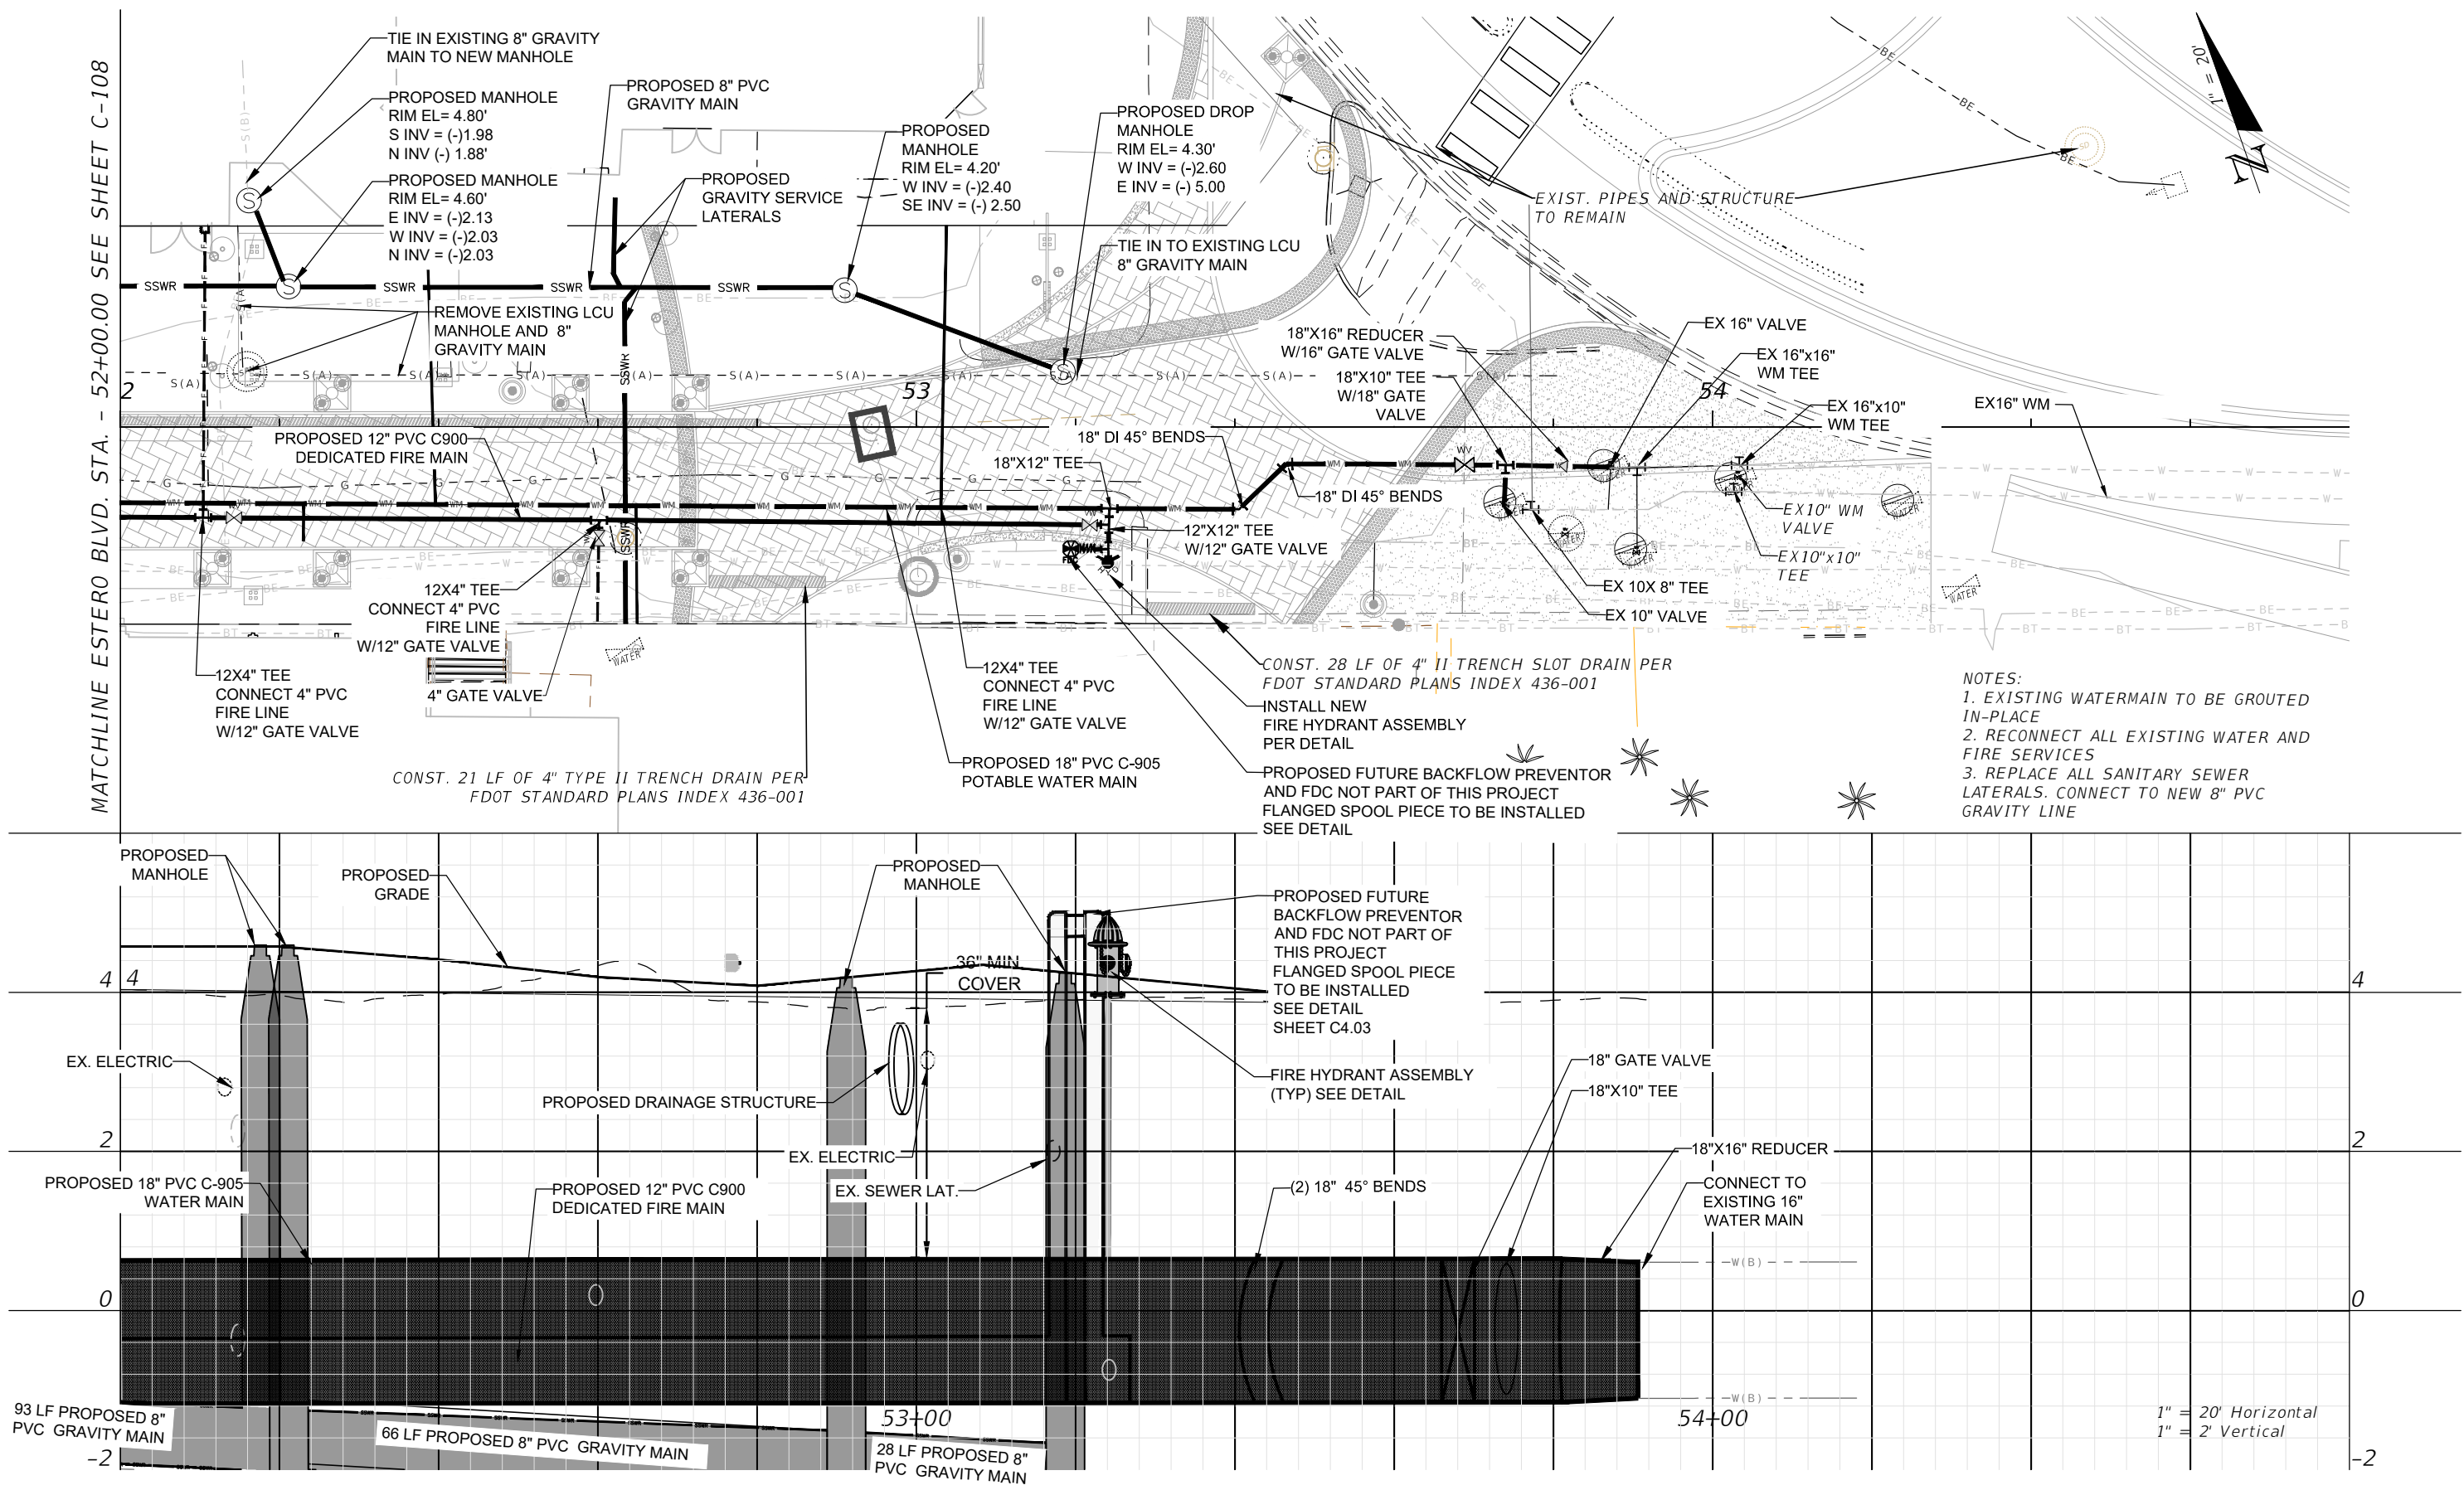 MATCHLINE ESTERO BLVD. STA. - 52+00.00 SEE SHEET C-108
TIE IN EXISTING 8" GRAVITY
MAIN TO NEW MANHOLE
PROPOSED MANHOLE
RIM EL= 4.80'
S INV = (-)1.98
N INV (-) 1.88'
PROPOSED MANHOLE
RIM EL= 4.60'
E INV = (-)2.13
W INV = (-)2.03
N INV = (-)2.03
PROPOSED 8" PVC
GRAVITY MAIN
PROPOSED
GRAVITY SERVICE
LATERALS
PROPOSED
MANHOLE
RIM EL= 4.20'
W INV = (-)2.40
SE INV = (-) 2.50
PROPOSED DROP
MANHOLE
RIM EL= 4.30'
W INV = (-)2.60
E INV = (-) 5.00
TIE IN TO EXISTING LCU
8" GRAVITY MAIN
EXIST. PIPES AND STRUCTURE
TO REMAIN
1" = 20'
N
REMOVE EXISTING LCU
MANHOLE AND 8"
GRAVITY MAIN
SSWR
SSWR
SSWR
SSWR
SSWR
SSWR
18"X16" REDUCER
W/16" GATE VALVE
18"X10" TEE
W/18" GATE
VALVE
EX 16" VALVE
EX 16"x16"
WM TEE
EX 16"x10"
WM TEE
EX16" WM
2
53
54
PROPOSED 12" PVC C900
DEDICATED FIRE MAIN
18" DI 45° BENDS
18"X12" TEE
18" DI 45° BENDS
12"X12" TEE
W/12" GATE VALVE
EX10" WM
VALVE
EX10"x10"
TEE
EX 10X 8" TEE
EX 10" VALVE
12X4" TEE
CONNECT 4" PVC
FIRE LINE
W/12" GATE VALVE
12X4" TEE
CONNECT 4" PVC
FIRE LINE
W/12" GATE VALVE
4" GATE VALVE
WATER
12X4" TEE
CONNECT 4" PVC
FIRE LINE
W/12" GATE VALVE
PROPOSED 18" PVC C-905
POTABLE WATER MAIN
CONST. 21 LF OF 4" TYPE II TRENCH DRAIN PER
FDOT STANDARD PLANS INDEX 436-001
CONST. 28 LF OF 4" II TRENCH SLOT DRAIN PER
FDOT STANDARD PLANS INDEX 436-001
INSTALL NEW
FIRE HYDRANT ASSEMBLY
PER DETAIL
PROPOSED FUTURE BACKFLOW PREVENTOR
AND FDC NOT PART OF THIS PROJECT
FLANGED SPOOL PIECE TO BE INSTALLED
SEE DETAIL
NOTES:
1. EXISTING WATERMAIN TO BE GROUTED
IN-PLACE
2. RECONNECT ALL EXISTING WATER AND
FIRE SERVICES
3. REPLACE ALL SANITARY SEWER
LATERALS. CONNECT TO NEW 8" PVC
GRAVITY LINE
PROPOSED
MANHOLE
PROPOSED
GRADE
PROPOSED
MANHOLE
36" MIN
COVER
PROPOSED FUTURE
BACKFLOW PREVENTOR
AND FDC NOT PART OF
THIS PROJECT
FLANGED SPOOL PIECE
TO BE INSTALLED
SEE DETAIL
SHEET C4.03
4 4
4
EX. ELECTRIC
PROPOSED DRAINAGE STRUCTURE
FIRE HYDRANT ASSEMBLY
(TYP) SEE DETAIL
18" GATE VALVE
18"X10" TEE
2
2
EX. ELECTRIC
EX. SEWER LAT.
18"X16" REDUCER
CONNECT TO
EXISTING 16"
WATER MAIN
PROPOSED 18" PVC C-905
WATER MAIN
PROPOSED 12" PVC C900
DEDICATED FIRE MAIN
(2) 18" 45° BENDS
W(B)
0
0
W(B)
93 LF PROPOSED 8"
PVC GRAVITY MAIN
66 LF PROPOSED 8" PVC GRAVITY MAIN
28 LF PROPOSED 8"
PVC GRAVITY MAIN
53+00
54+00
1" = 20' Horizontal
1" = 2' Vertical
-2
-2